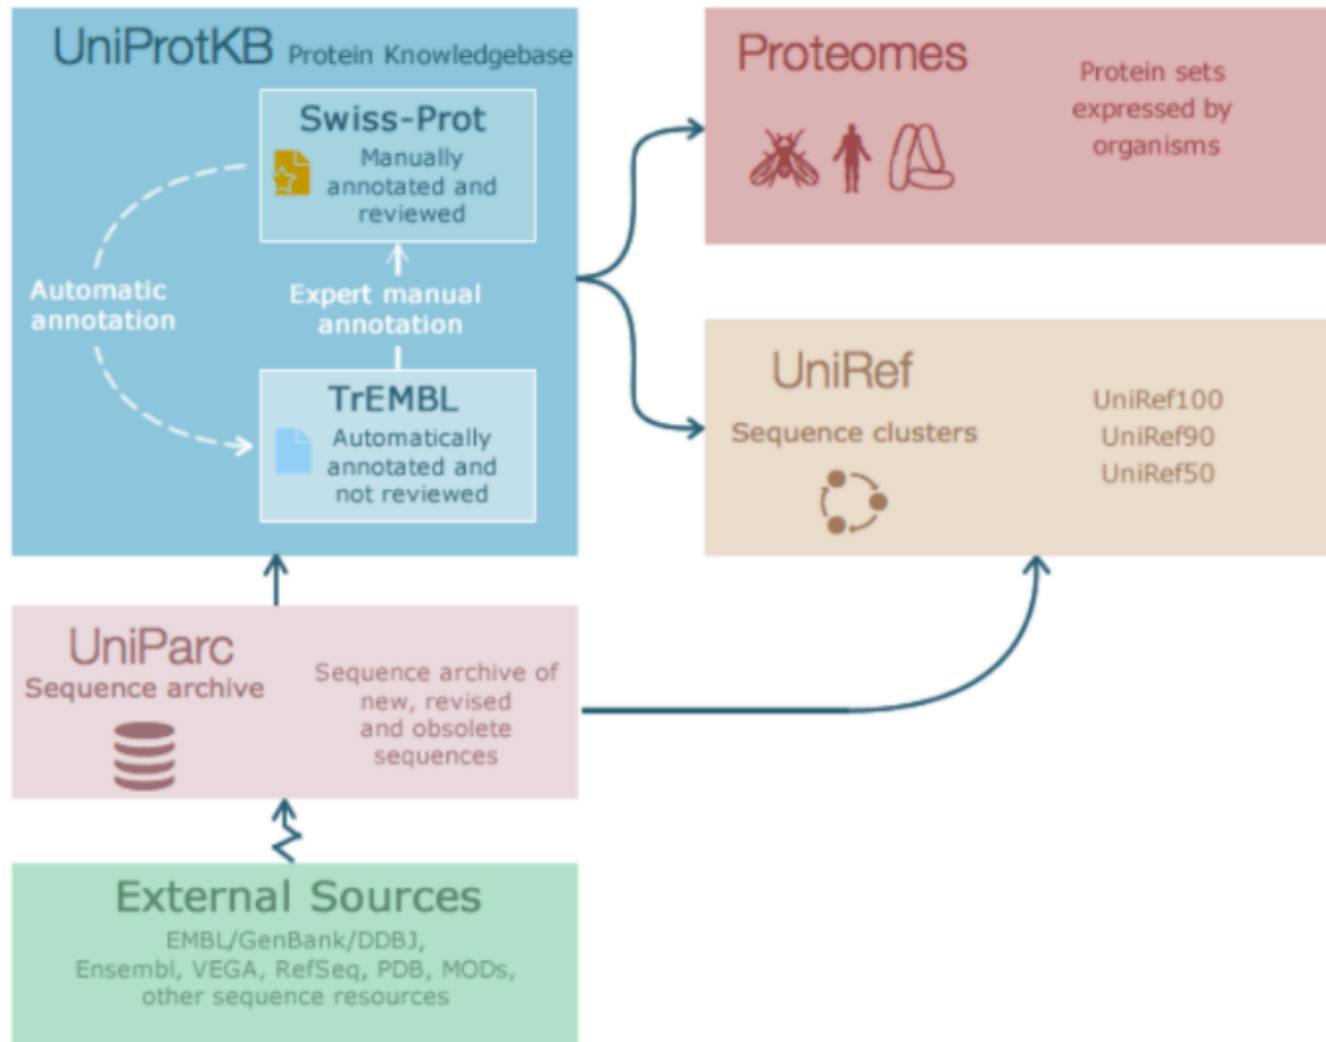 UniProtKB Protein Knowledgebase
Swiss-Prot
Manually
annotated and
reviewed
Automatic
annotation
Expert manual
annotation
TrEMBL
Automatically
annotated and
not reviewed
Proteomes
Protein sets
expressed by
organisms
UniRef
Sequence clusters
UniRef100
UniRef90
UniRef50
UniParc
Sequence archive
Sequence archive of
new, revised
and obsolete
sequences
External Sources
EMBL/GenBank/DDBJ,
Ensembl, VEGA, RefSeq, PDB, MODs,
other sequence resources